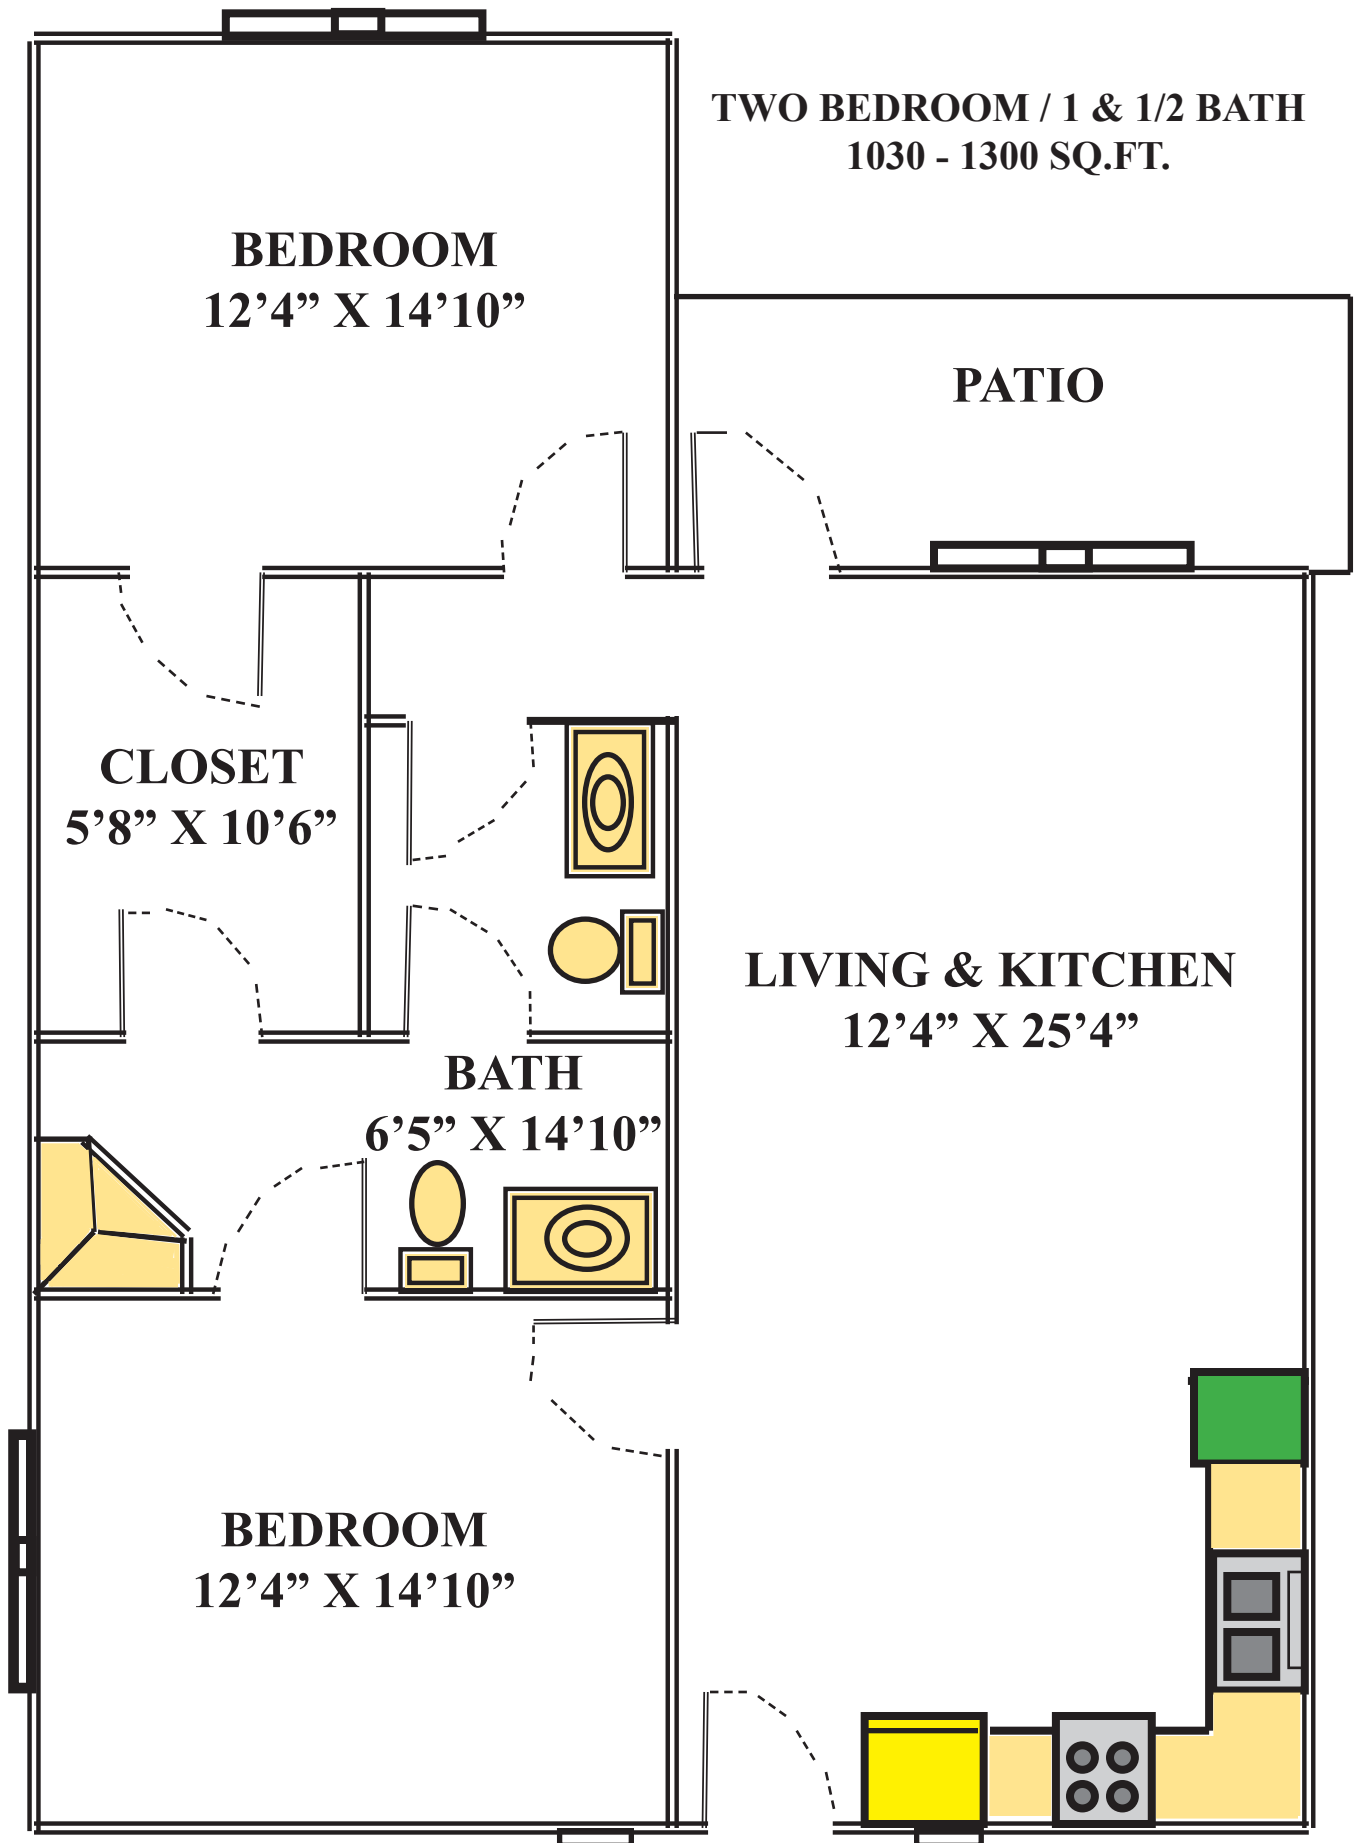 TWO BEDROOM / 1 & 1/2 BATH
1030 - 1300 SQ.FT.
BEDROOM
12’4” X 14’10”
PATIO
CLOSET
5’8” X 10’6”
LIVING & KITCHEN
12’4” X 25’4”
BATH
6’5” X 14’10”
BEDROOM
12’4” X 14’10”